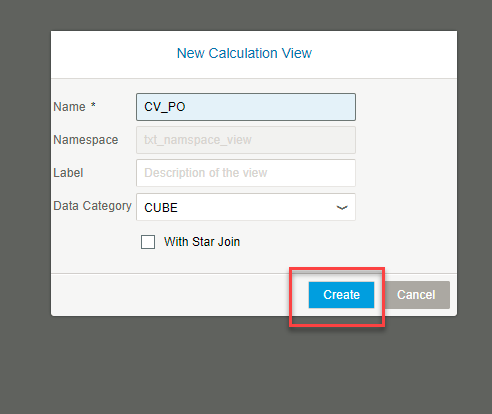 New Calculation View
Name *
CV_PO
Namespace
txt_namspace_view
Label
Description of the view
Data Category
CUBE
With Star Join
Create
Cancel